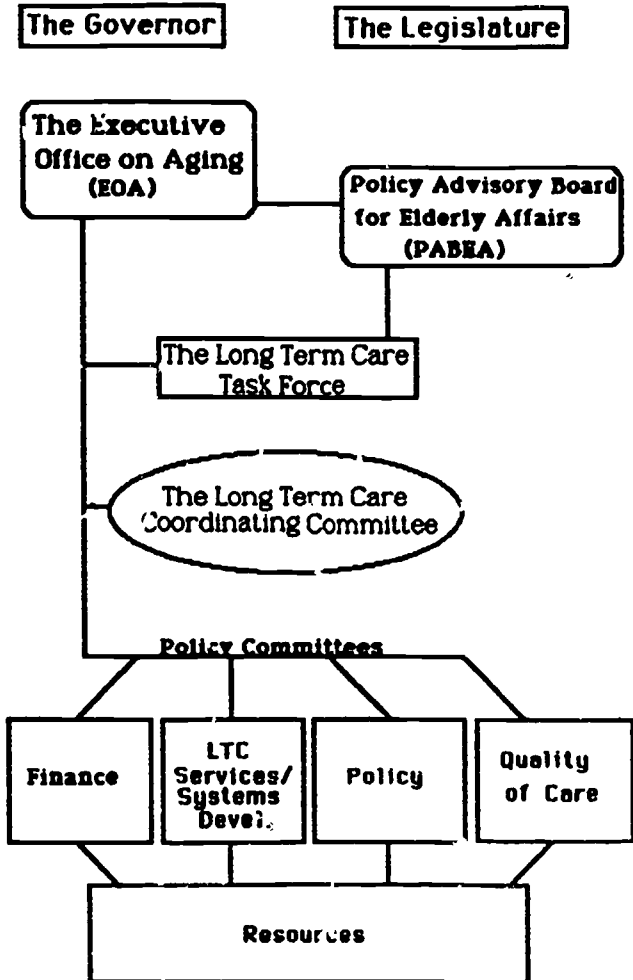 The Governor
The Legislature
The Executive
Office on Aging
(EOA)
Policy Advisory Board
for Elderly Affairs
(PABEA)
The Long Term Care
Task Force
The Long Term Care
Coordinating Committee
Policy Committees
Finance
LTC
Services/
Systems
Devel.
Policy
Quality
of Care
Resources